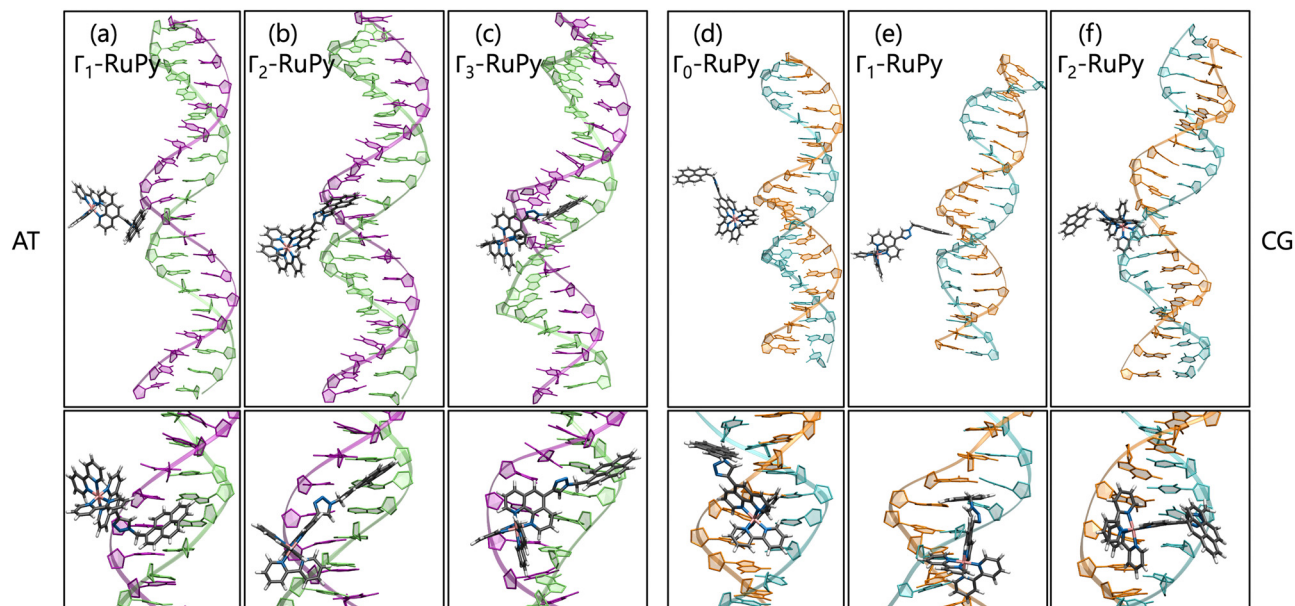 (a)
Γ₁-RuPy
(b)
Γ₂-RuPy
(c)
Γ₃-RuPy
(d)
Γ₀-RuPy
(e)
Γ₁-RuPy
(f)
Γ₂-RuPy
AT
CG